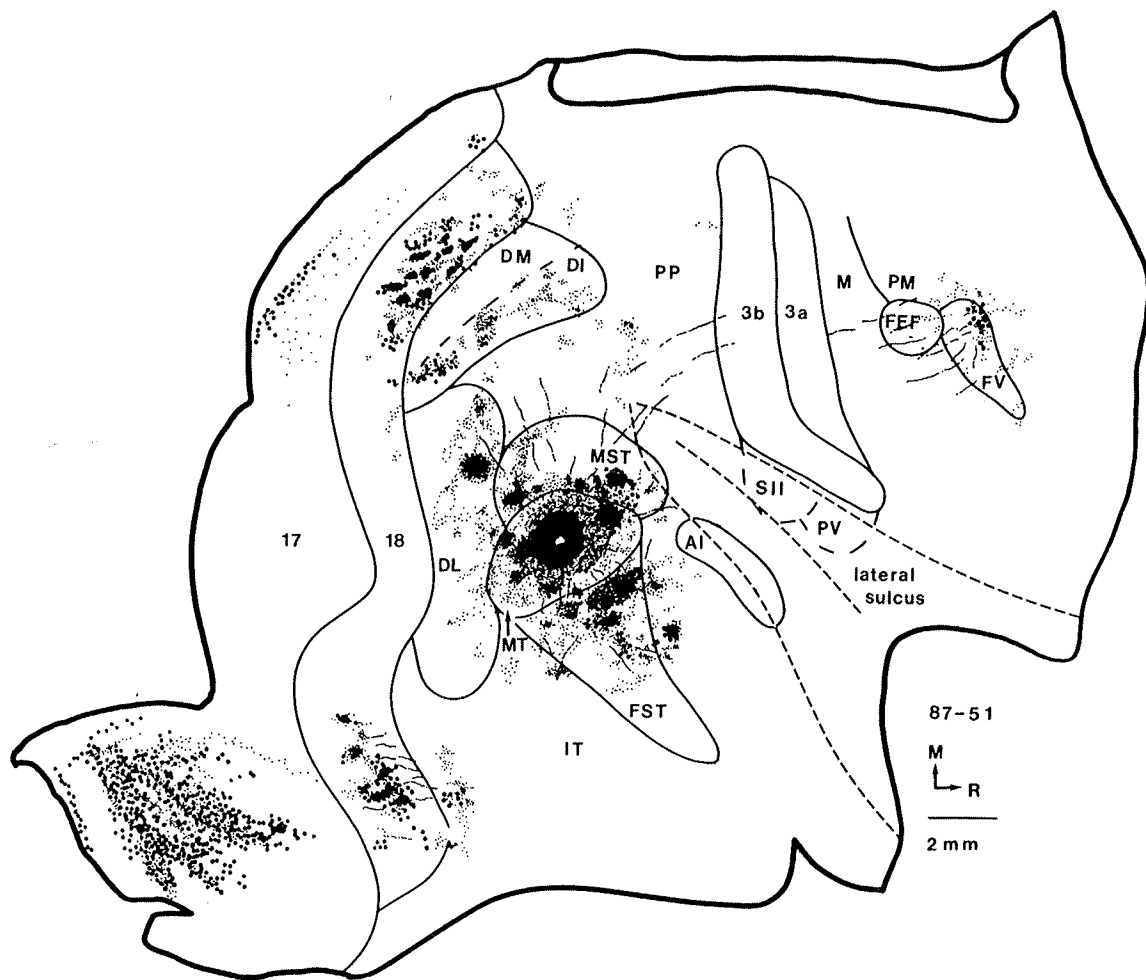 DM
DI
PP
M
PM
3b
3a
FEF
FV
MST
SII
PV
AI
17
18
DL
lateral
sulcus
MT
FST
IT
87-51
M
R
2 mm